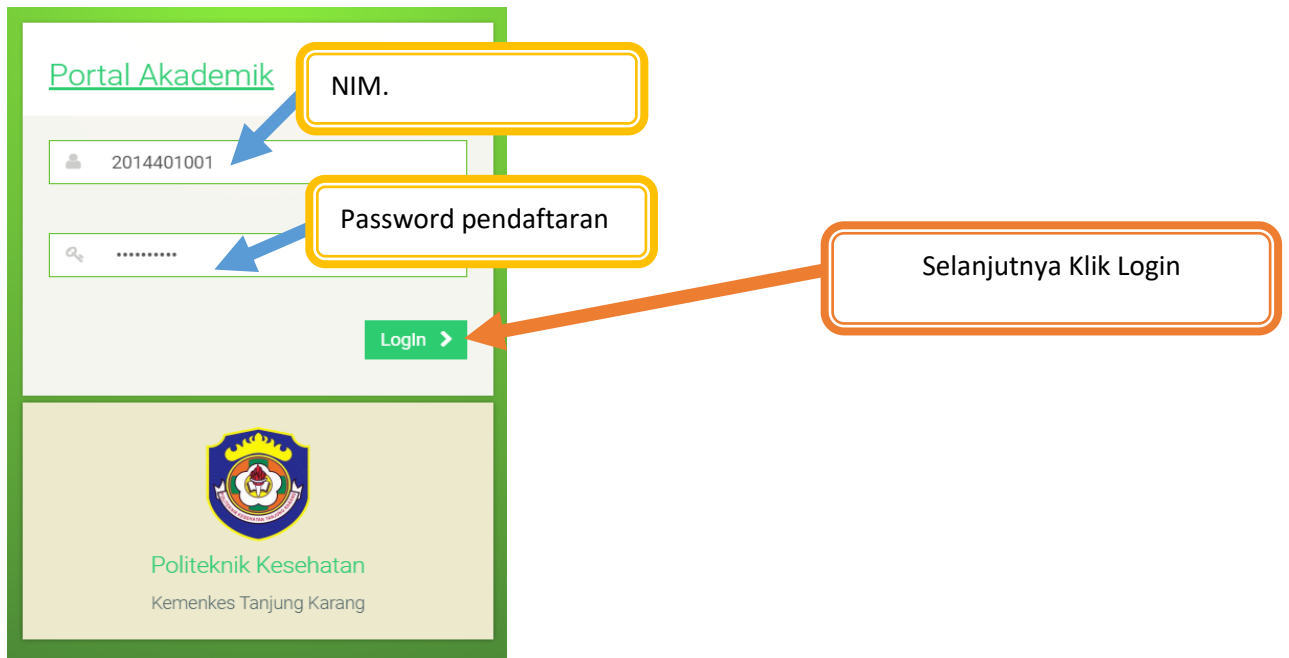 Portal Akademik
NIM.
2014401001
Password pendaftaran
••••••••••
Selanjutnya Klik Login
LogIn
Politeknik Kesehatan
Kemenkes Tanjung Karang